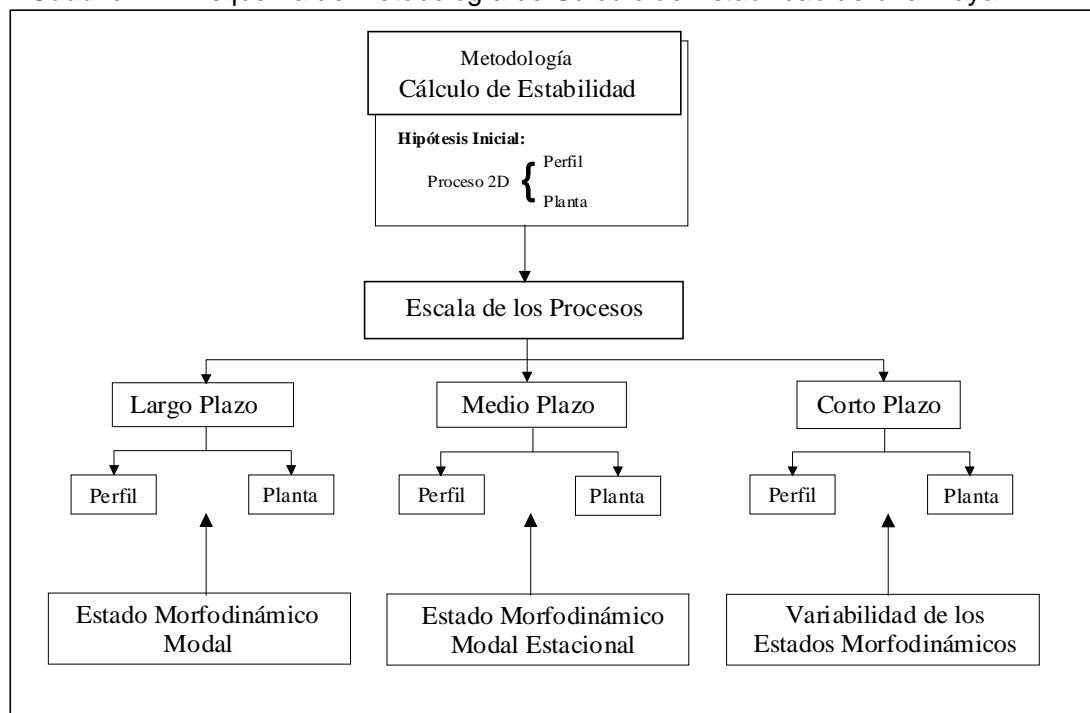 Metodología
Cálculo de Estabilidad
Hipótesis Inicial:
Perfil
Proceso 2D {
Planta
Escala de los Procesos
Largo Plazo
Medio Plazo
Corto Plazo
Perfil
Planta
Perfil
Planta
Perfil
Planta
Estado Morfodinámico
Modal
Estado Morfodinámico
Modal Estacional
Variabilidad de los
Estados Morfodinámicos